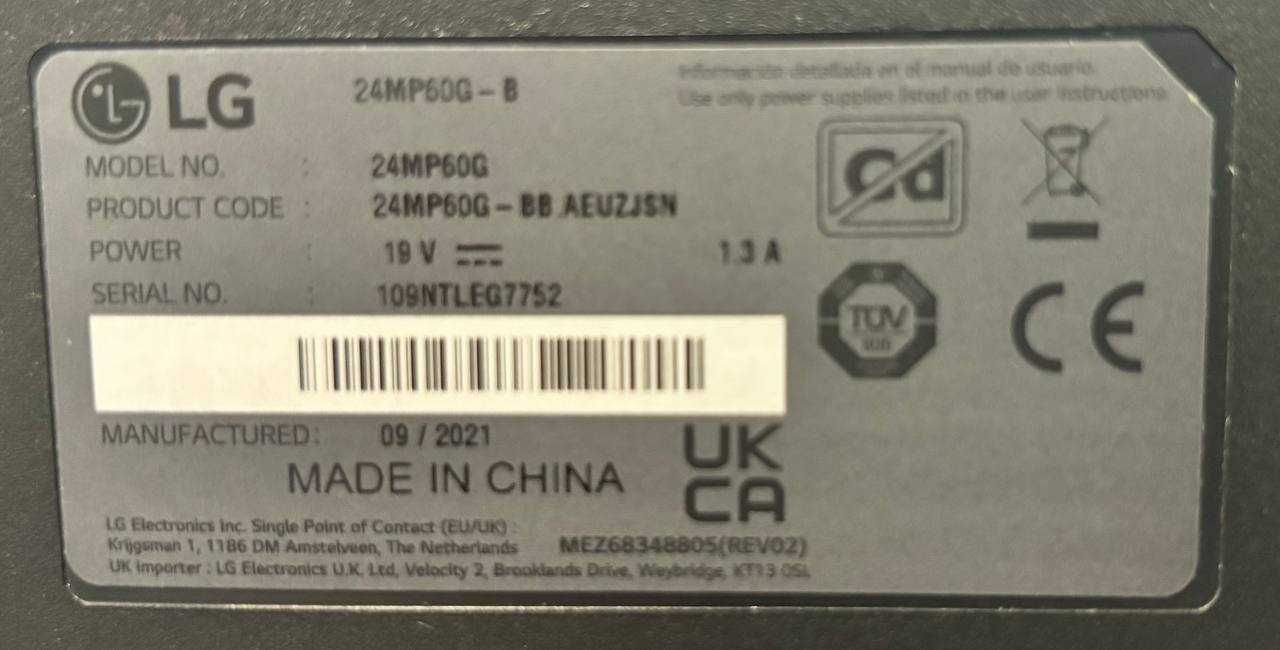 LG 24MP60G-B
Información detallada en el manual de usuario.
Use only power supplies listed in the user instructions.
MODEL NO. : 24MP60G
PRODUCT CODE : 24MP60G-BB.AEUZJSN
POWER : 19 V 1.3 A
SERIAL NO. : 109NTLEG7752
Cd
TÜV
MANUFACTURED: 09 / 2021
MADE IN CHINA
UK
CA
CE
LG Electronics Inc. Single Point of Contact (EU/UK) :
Krijgsman 1, 1186 DM Amstelveen, The Netherlands MEZ68348805(REV02)
UK Importer : LG Electronics U.K. Ltd, Velocity 2, Brooklands Drive, Weybridge, KT13 0SL